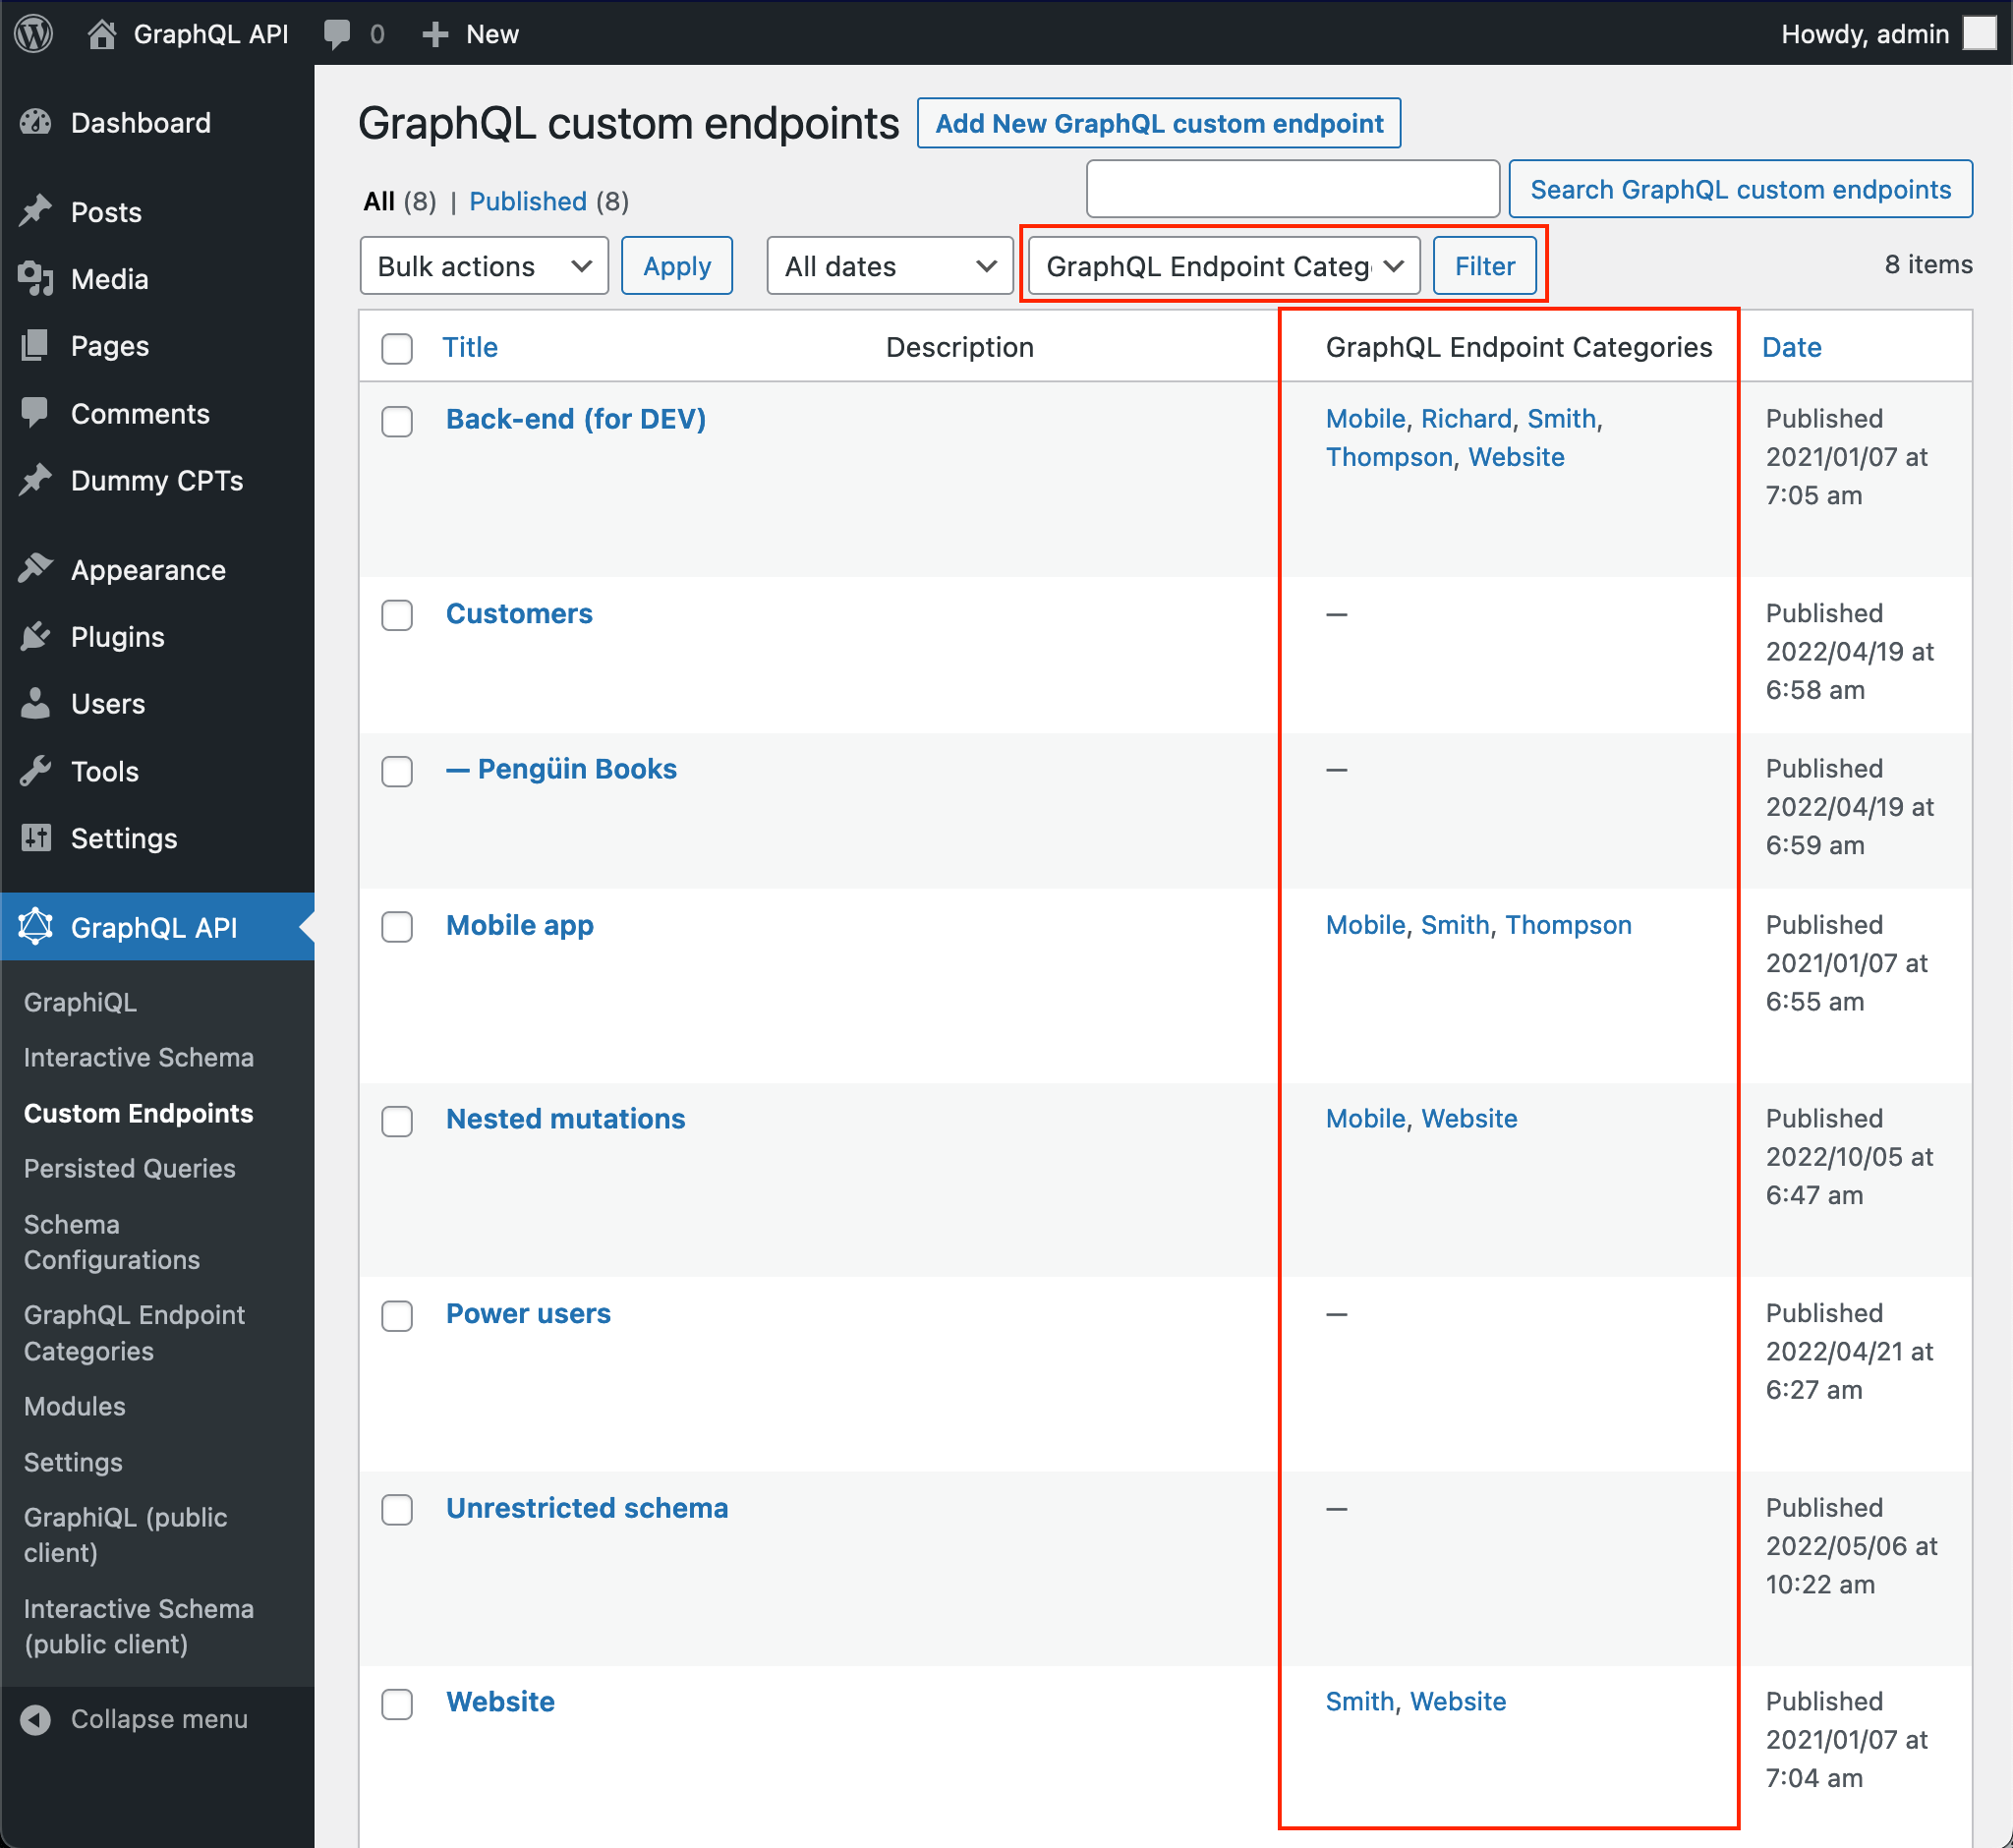 GraphQL API
0
New
Howdy, admin
Dashboard
Posts
Media
Pages
Comments
Dummy CPTs
Appearance
Plugins
Users
Tools
Settings
GraphQL API
GraphiQL
Interactive Schema
Custom Endpoints
Persisted Queries
Schema
Configurations
GraphQL Endpoint
Categories
Modules
Settings
GraphiQL (public
client)
Interactive Schema
(public client)
Collapse menu
GraphQL custom endpoints
Add New GraphQL custom endpoint
All (8) | Published (8)
Search GraphQL custom endpoints
Bulk actions
Apply
All dates
GraphQL Endpoint Categ
Filter
8 items
Title
Description
GraphQL Endpoint Categories
Date
Back-end (for DEV)
Mobile, Richard, Smith,
Thompson, Website
Published
2021/01/07 at
7:05 am
Customers
—
Published
2022/04/19 at
6:58 am
— Pengüin Books
—
Published
2022/04/19 at
6:59 am
Mobile app
Mobile, Smith, Thompson
Published
2021/01/07 at
6:55 am
Nested mutations
Mobile, Website
Published
2022/10/05 at
6:47 am
Power users
—
Published
2022/04/21 at
6:27 am
Unrestricted schema
—
Published
2022/05/06 at
10:22 am
Website
Smith, Website
Published
2021/01/07 at
7:04 am